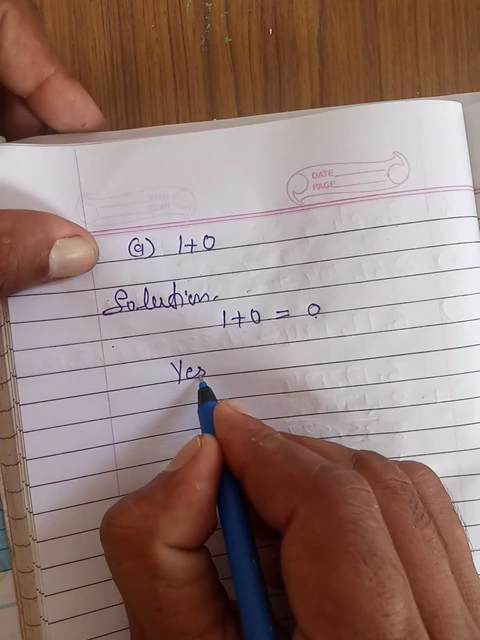 DATE
PAGE
(a) 1+0
Solution.
1+0 = 0
Yes